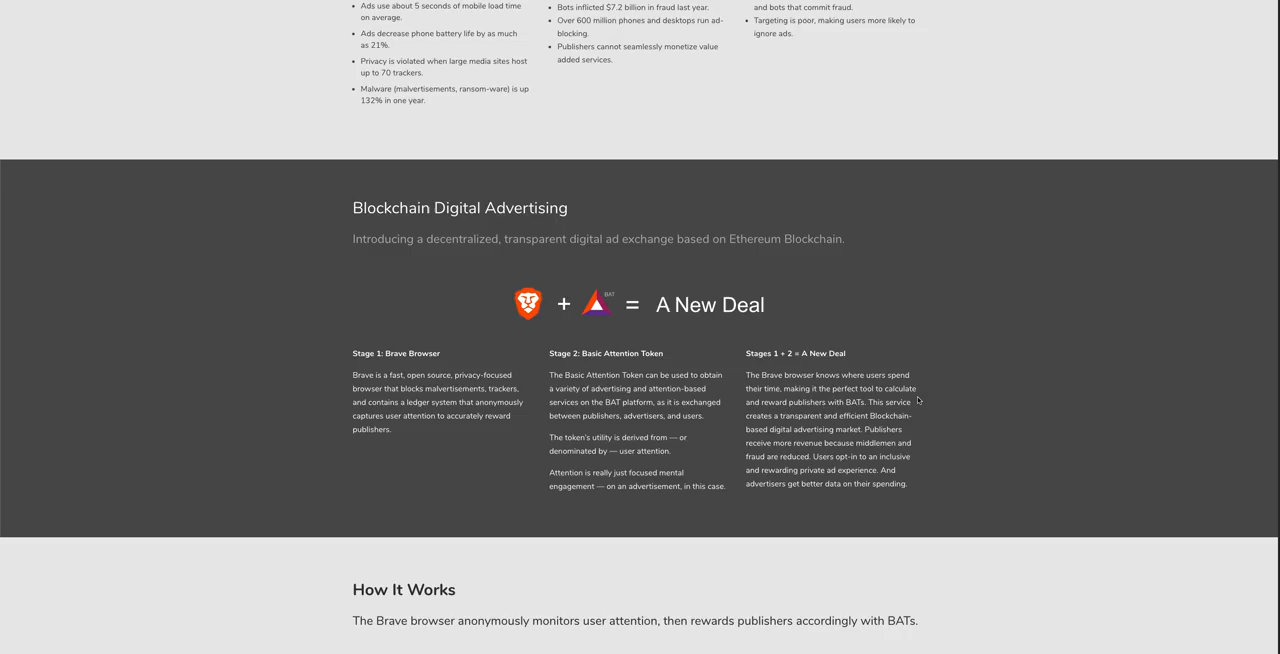 Ads use about 5 seconds of mobile load time
on average.
Ads decrease phone battery life by as much
as 21%.
Privacy is violated when large media sites host
up to 70 trackers.
Malware (malvertisements, ransom-ware) is up
132% in one year.
Bots inflicted $7.2 billion in fraud last year.
Over 600 million phones and desktops run ad-
blocking.
Publishers cannot seamlessly monetize value
added services.
and bots that commit fraud.
Targeting is poor, making users more likely to
ignore ads.
Blockchain Digital Advertising
Introducing a decentralized, transparent digital ad exchange based on Ethereum Blockchain.
+ BAT = A New Deal
Stage 1: Brave Browser
Brave is a fast, open source, privacy-focused
browser that blocks malvertisements, trackers,
and contains a ledger system that anonymously
captures user attention to accurately reward
publishers.
Stage 2: Basic Attention Token
The Basic Attention Token can be used to obtain
a variety of advertising and attention-based
services on the BAT platform, as it is exchanged
between publishers, advertisers, and users.
The token's utility is derived from — or
denominated by — user attention.
Attention is really just focused mental
engagement — on an advertisement, in this case.
Stages 1 + 2 = A New Deal
The Brave browser knows where users spend
their time, making it the perfect tool to calculate
and reward publishers with BATs. This service
creates a transparent and efficient Blockchain-
based digital advertising market. Publishers
receive more revenue because middlemen and
fraud are reduced. Users opt-in to an inclusive
and rewarding private ad experience. And
advertisers get better data on their spending.
How It Works
The Brave browser anonymously monitors user attention, then rewards publishers accordingly with BATs.